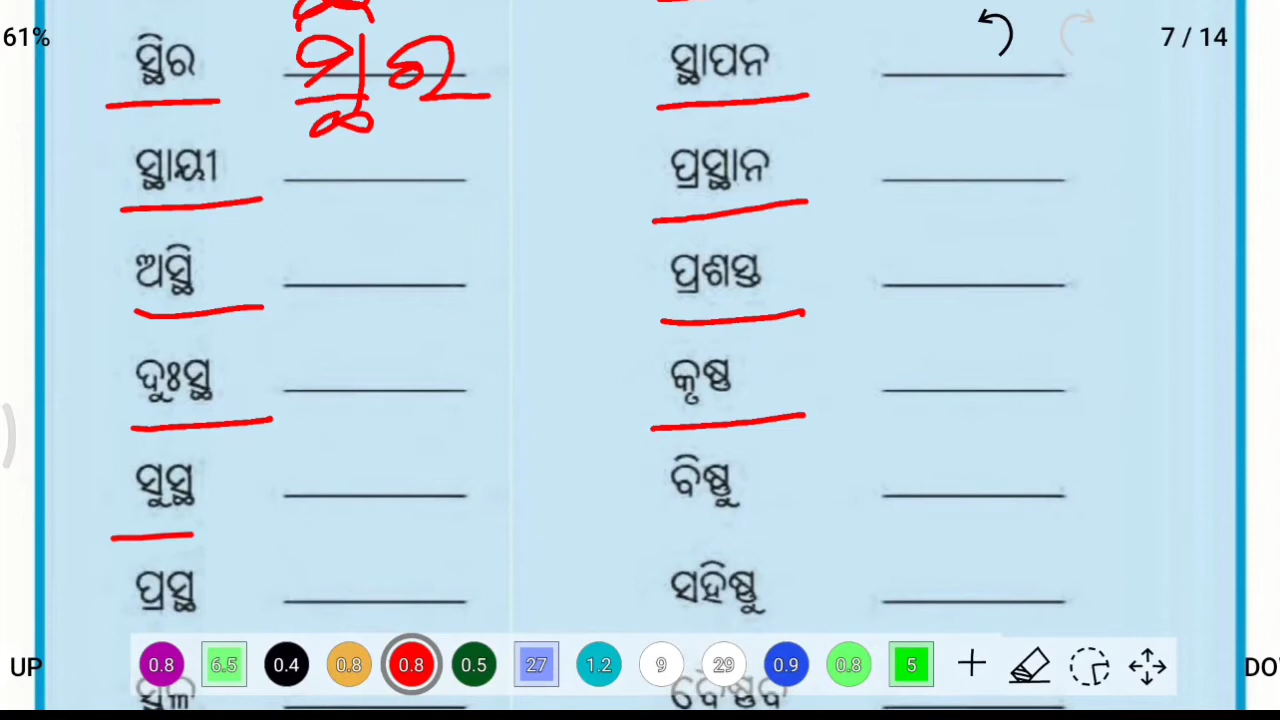 61%
7 / 14
ସ୍ଥିର
ସ୍ଥାପନ
ସ୍ଥାୟୀ
ପ୍ରସ୍ଥାନ
ଅସ୍ଥି
ପ୍ରଶସ୍ତ
ଦୁଃସ୍ଥ
କୃଷ୍ଣ
ସୁସ୍ଥ
ବିଷ୍ଣୁ
ପ୍ରସ୍ଥ
ସହିଷ୍ଣୁ
UP 0.8 6.5 0.4 0.8 0.8 0.5 27 1.2 9 29 0.9 0.8 5